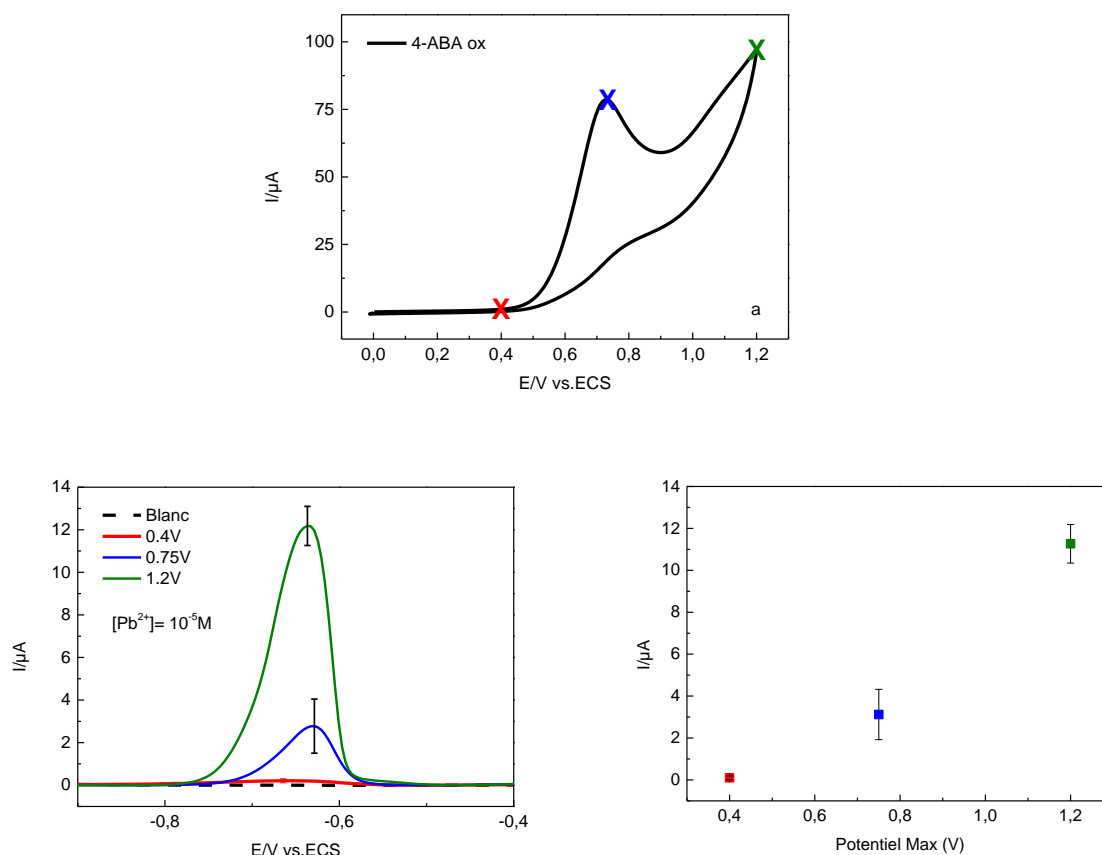 4-ABA ox
100
75
50
25
0
I/µA
X
X
X
a
0,0 0,2 0,4 0,6 0,8 1,0 1,2
E/V vs.ECS
14
12
10
8
6
4
2
0
I/µA
Blanc
0.4V
0.75V
1.2V
[Pb²⁺]= 10⁻⁵M
-0,8 -0,6 -0,4
E/V vs.ECS
14
12
10
8
6
4
2
0
I/µA
0,4 0,6 0,8 1,0 1,2
Potentiel Max (V)